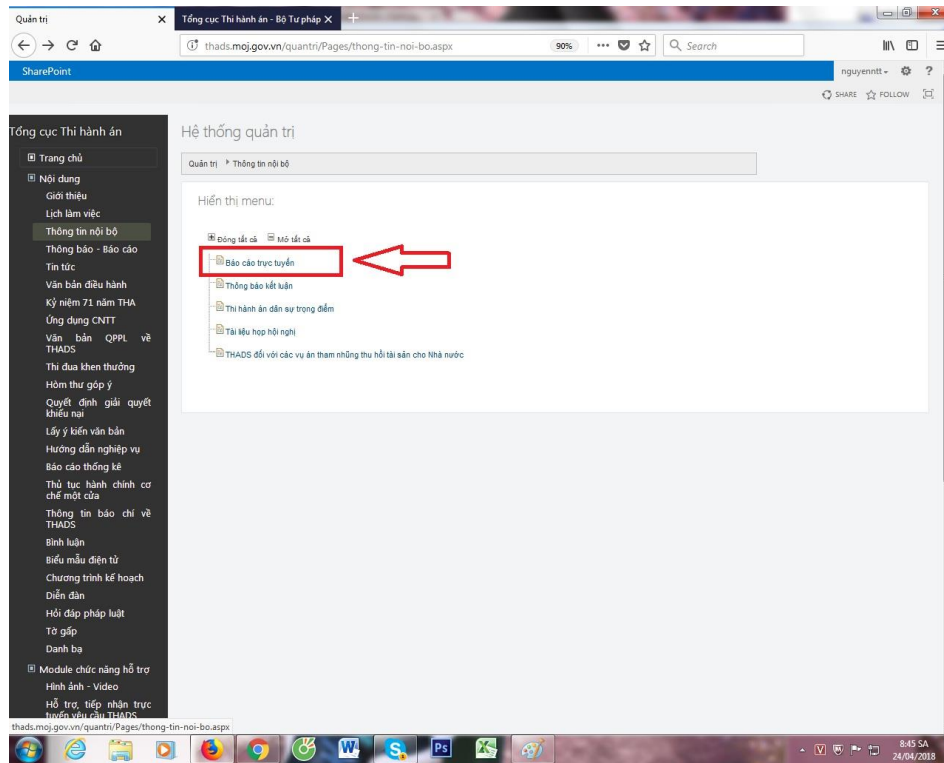 Quản trị
Tổng cục Thi hành án - Bộ Tư pháp
thads.moj.gov.vn/quantri/Pages/thong-tin-noi-bo.aspx
90%
Search
SharePoint
nguyenntt
?
SHARE
FOLLOW
Tổng cục Thi hành án
Hệ thống quản trị
Trang chủ
Quản trị
Thông tin nội bộ
Nội dung
Giới thiệu
Lịch làm việc
Thông tin nội bộ
Thông báo - Báo cáo
Tin tức
Văn bản điều hành
Kỷ niệm 71 năm THA
Ứng dụng CNTT
Văn bản QPPL về
THADS
Thi đua khen thưởng
Hòm thư góp ý
Quyết định giải quyết
khiếu nại
Lấy ý kiến văn bản
Hướng dẫn nghiệp vụ
Báo cáo thống kê
Thủ tục hành chính cơ
chế một cửa
Thông tin báo chí về
THADS
Bình luận
Biểu mẫu điện tử
Chương trình kế hoạch
Diễn đàn
Hỏi đáp pháp luật
Tờ gấp
Danh bạ
Module chức năng hỗ trợ
Hình ảnh - Video
Hỗ trợ, tiếp nhận trực
tuyến yêu cầu THADS
Hiển thị menu:
Đóng tất cả
Mở tất cả
Báo cáo trực tuyến
Thông báo kết luận
Thi hành án dân sự trọng điểm
Tài liệu họp hội nghị
THADS đối với các vụ án tham nhũng thu hồi tài sản cho Nhà nước
thads.moj.gov.vn/quantri/Pages/thong-tin-noi-bo.aspx
8:45 SA
24/04/2018